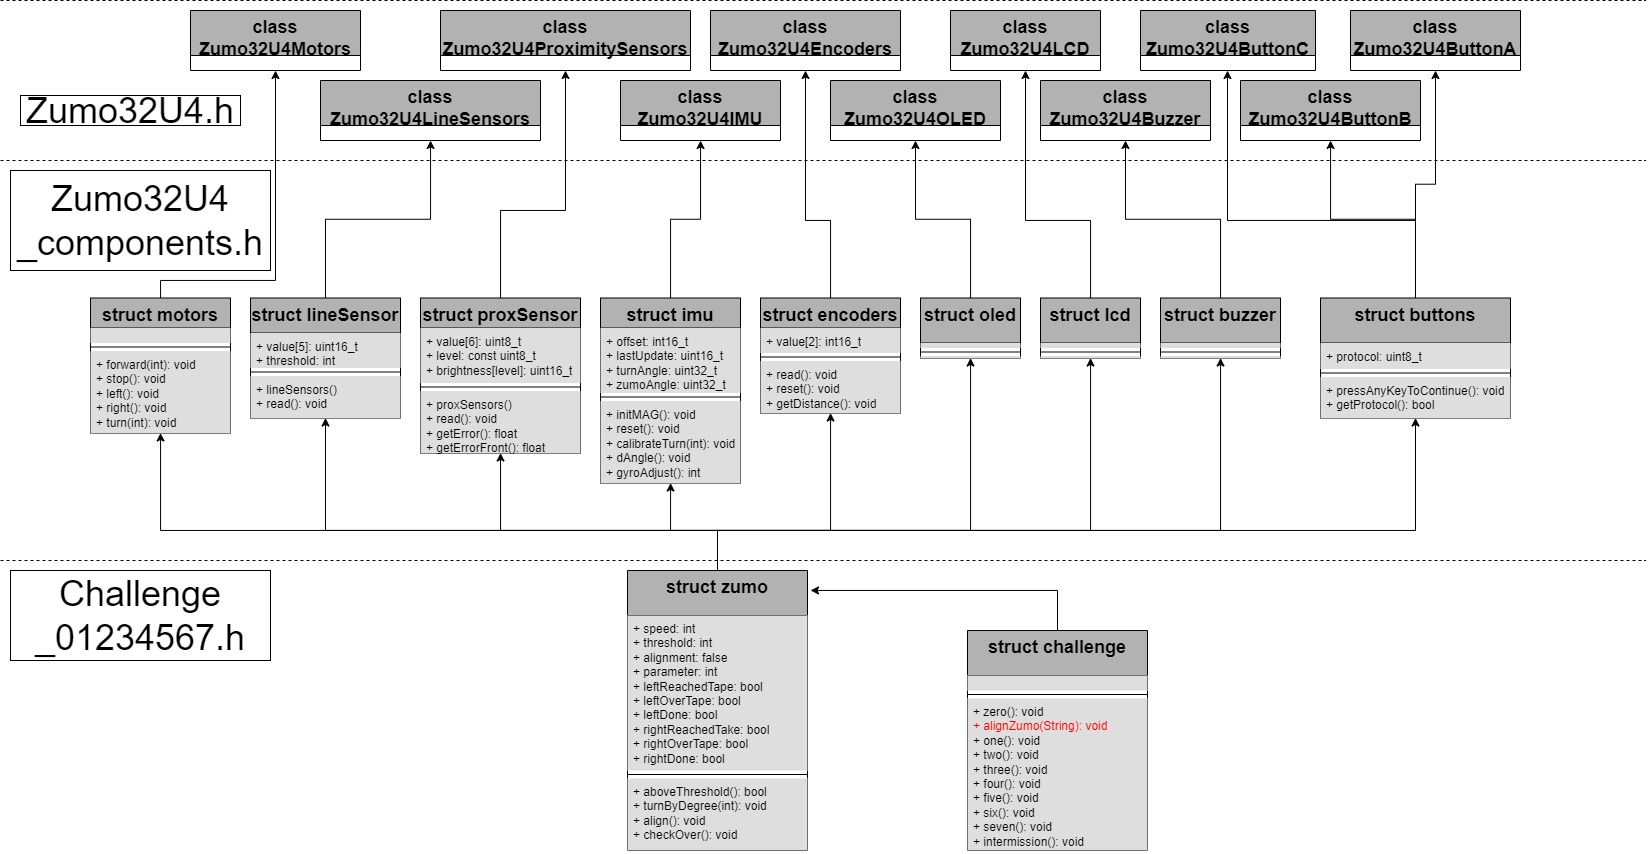 class
Zumo32U4Motors
class
Zumo32U4ProximitySensors
class
Zumo32U4Encoders
class
Zumo32U4LCD
class
Zumo32U4ButtonC
class
Zumo32U4ButtonA
Zumo32U4.h
class
Zumo32U4LineSensors
class
Zumo32U4IMU
class
Zumo32U4OLED
class
Zumo32U4Buzzer
class
Zumo32U4ButtonB
Zumo32U4
_components.h
struct motors
+ forward(int): void
+ stop(): void
+ left(): void
+ right(): void
+ turn(int): void
struct lineSensor
+ value[5]: uint16_t
+ threshold: int
+ lineSensors()
+ read(): void
struct proxSensor
+ value[6]: uint8_t
+ level: const uint8_t
+ brightness[level]: uint16_t
+ proxSensors()
+ read(): void
+ getError(): float
+ getErrorFront(): float
struct imu
+ offset: int16_t
+ lastUpdate: uint16_t
+ turnAngle: uint32_t
+ zumoAngle: uint32_t
+ initMAG(): void
+ reset(): void
+ calibrateTurn(int): void
+ dAngle(): void
+ gyroAdjust(): int
struct encoders
+ value[2]: int16_t
+ read(): void
+ reset(): void
+ getDistance(): void
struct oled
struct lcd
struct buzzer
struct buttons
+ protocol: uint8_t
+ pressAnyKeyToContinue(): void
+ getProtocol(): bool
Challenge
_01234567.h
struct zumo
+ speed: int
+ threshold: int
+ alignment: false
+ parameter: int
+ leftReachedTape: bool
+ leftOverTape: bool
+ leftDone: bool
+ rightReachedTake: bool
+ rightOverTape: bool
+ rightDone: bool
+ aboveThreshold(): bool
+ turnByDegree(int): void
+ align(): void
+ checkOver(): void
struct challenge
+ zero(): void
+ alignZumo(String): void
+ one(): void
+ two(): void
+ three(): void
+ four(): void
+ five(): void
+ six(): void
+ seven(): void
+ intermission(): void